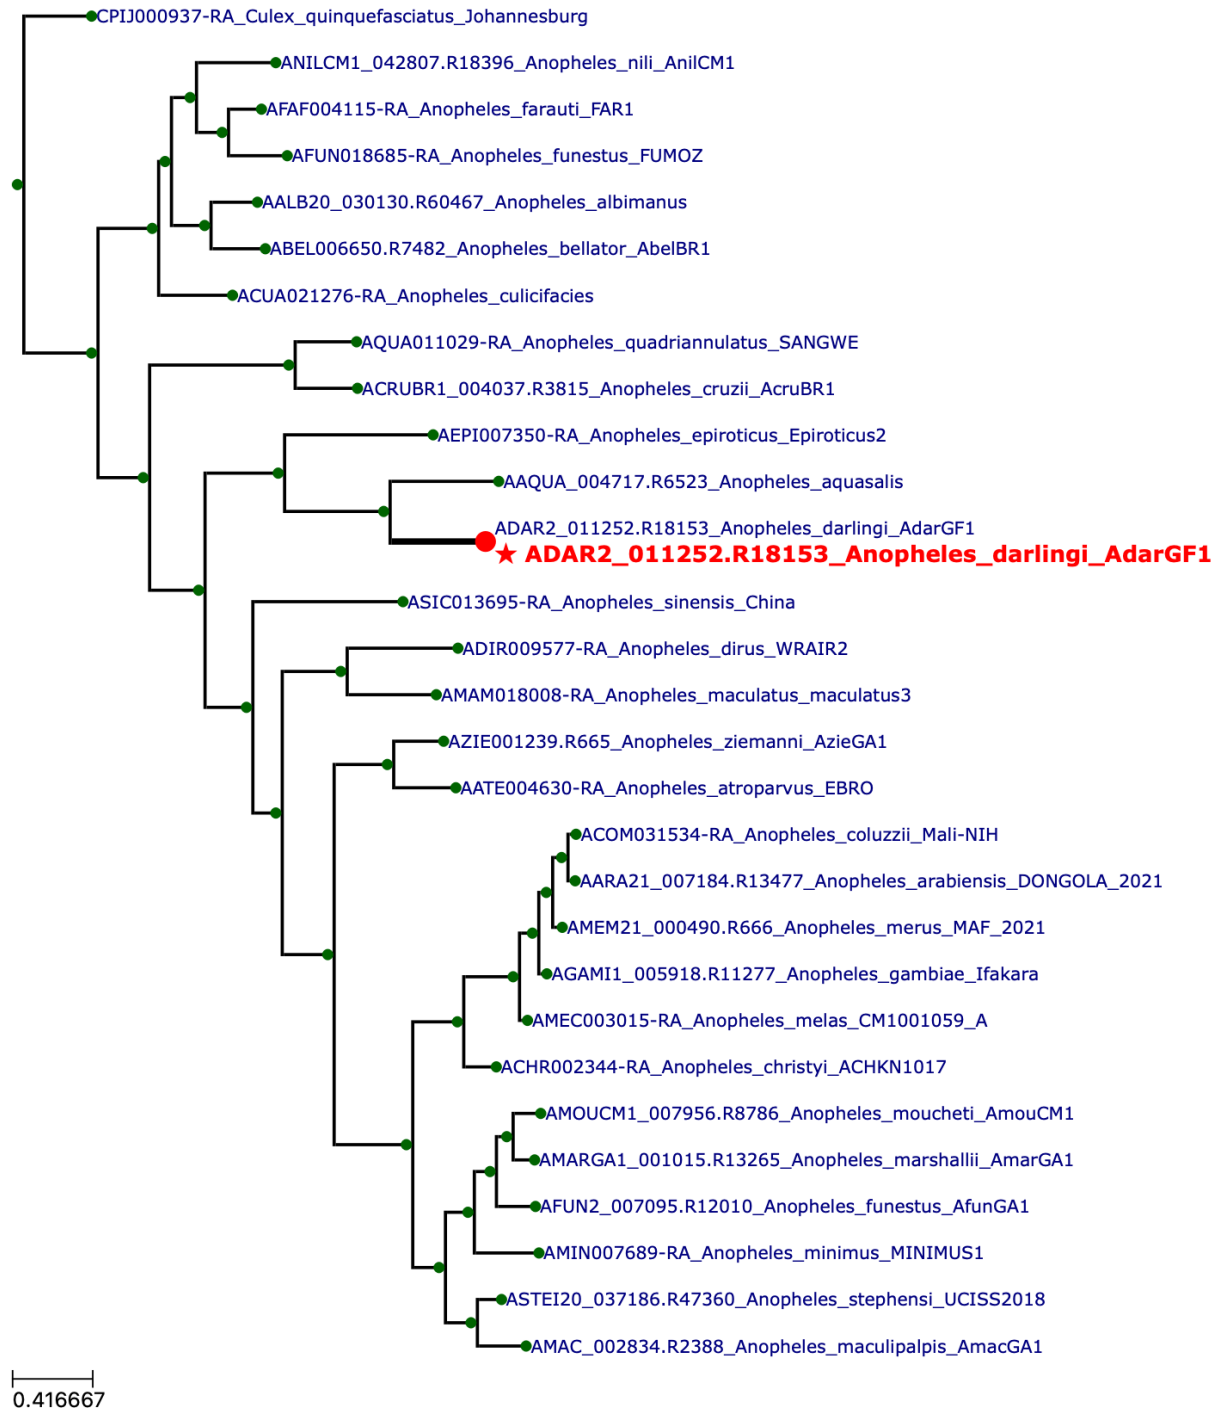 CPIJ000937-RA_Culex_quinquefasciatus_Johannesburg
ANILCM1_042807.R18396_Anopheles_nili_AnilCM1
AFAF004115-RA_Anopheles_farauti_FAR1
AFUN018685-RA_Anopheles_funestus_FUMOZ
AALB20_030130.R60467_Anopheles_albimanus
ABEL006650.R7482_Anopheles_bellator_AbelBR1
ACUA021276-RA_Anopheles_culicifacies
AQUA011029-RA_Anopheles_quadriannulatus_SANGWE
ACRUBR1_004037.R3815_Anopheles_cruzii_AcruBR1
AEPI007350-RA_Anopheles_epiroticus_Epiroticus2
AAQUA_004717.R6523_Anopheles_aquasalis
ADAR2_011252.R18153_Anopheles_darlingi_AdarGF1
★ ADAR2_011252.R18153_Anopheles_darlingi_AdarGF1
ASIC013695-RA_Anopheles_sinensis_China
ADIR009577-RA_Anopheles_dirus_WRAIR2
AMAM018008-RA_Anopheles_maculatus_maculatus3
AZIE001239.R665_Anopheles_ziemanni_AzieGA1
AATE004630-RA_Anopheles_atroparvus_EBRO
ACOM031534-RA_Anopheles_coluzzii_Mali-NIH
AARA21_007184.R13477_Anopheles_arabiensis_DONGOLA_2021
AMEM21_000490.R666_Anopheles_merus_MAF_2021
AGAMI1_005918.R11277_Anopheles_gambiae_Ifakara
AMEC003015-RA_Anopheles_melas_CM1001059_A
ACHR002344-RA_Anopheles_christyi_ACHKN1017
AMOUCM1_007956.R8786_Anopheles_moucheti_AmouCM1
AMARGA1_001015.R13265_Anopheles_marshallii_AmarGA1
AFUN2_007095.R12010_Anopheles_funestus_AfunGA1
AMIN007689-RA_Anopheles_minimus_MINIMUS1
ASTEI20_037186.R47360_Anopheles_stephensi_UCISS2018
AMAC_002834.R2388_Anopheles_maculipalpis_AmacGA1
0.416667